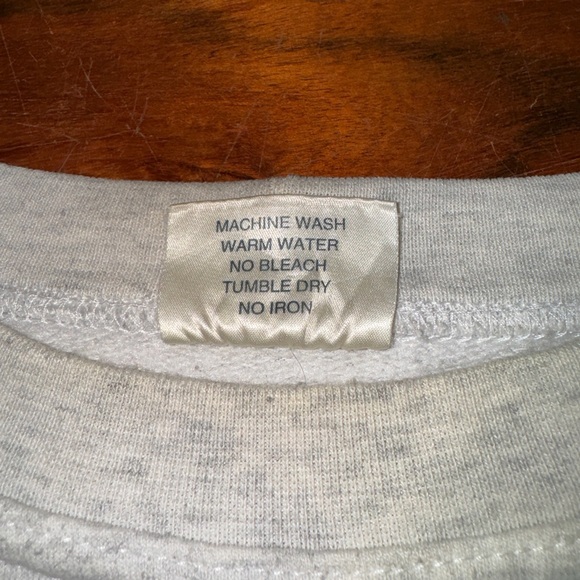 MACHINE WASH
WARM WATER
NO BLEACH
TUMBLE DRY
NO IRON